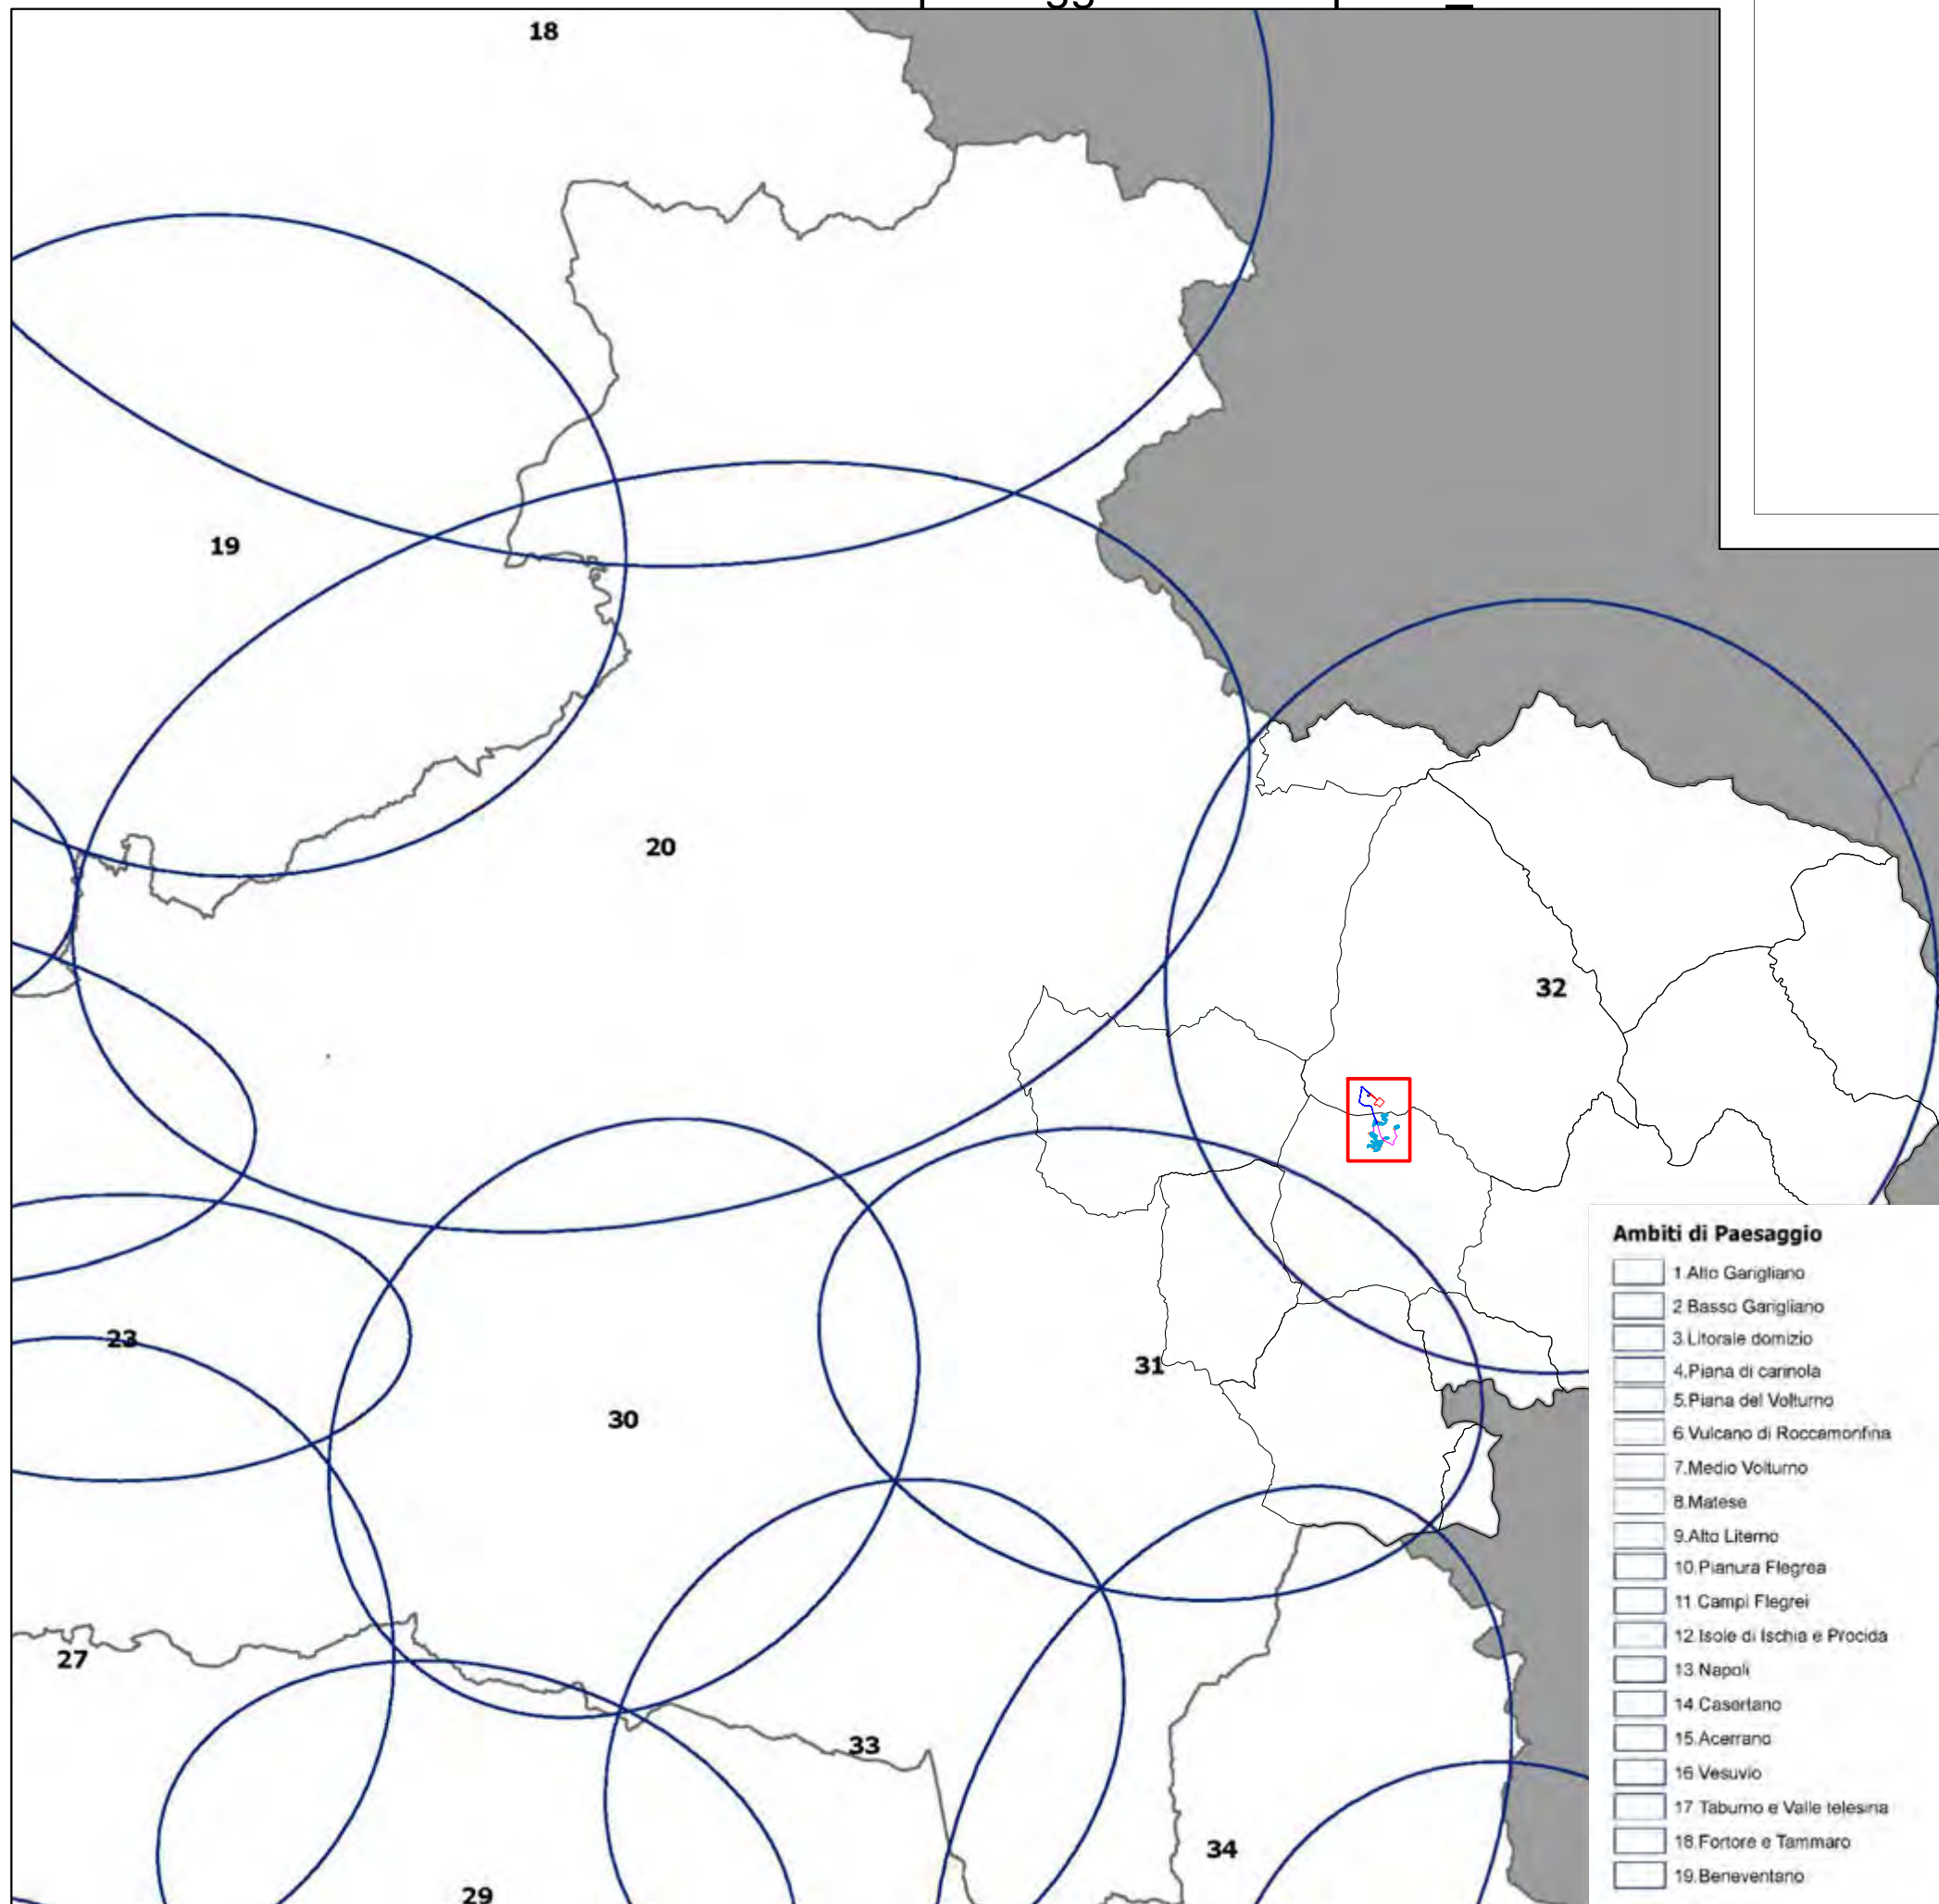 18
19
20
32
23
31
30
27
33
34
29
Ambiti di Paesaggio
1.Alto Garigliano
2.Basso Garigliano
3.Litorale domizio
4.Piana di carinola
5.Piana del Volturno
6.Vulcano di Roccamonfina
7.Medio Volturno
8.Matese
9.Alto Literno
10.Pianura Flegrea
11.Campi Flegrei
12.Isole di Ischia e Procida
13.Napoli
14.Casertano
15.Acerrano
16.Vesuvio
17.Taburno e Valle telesina
18.Fortore e Tammaro
19.Beneventano